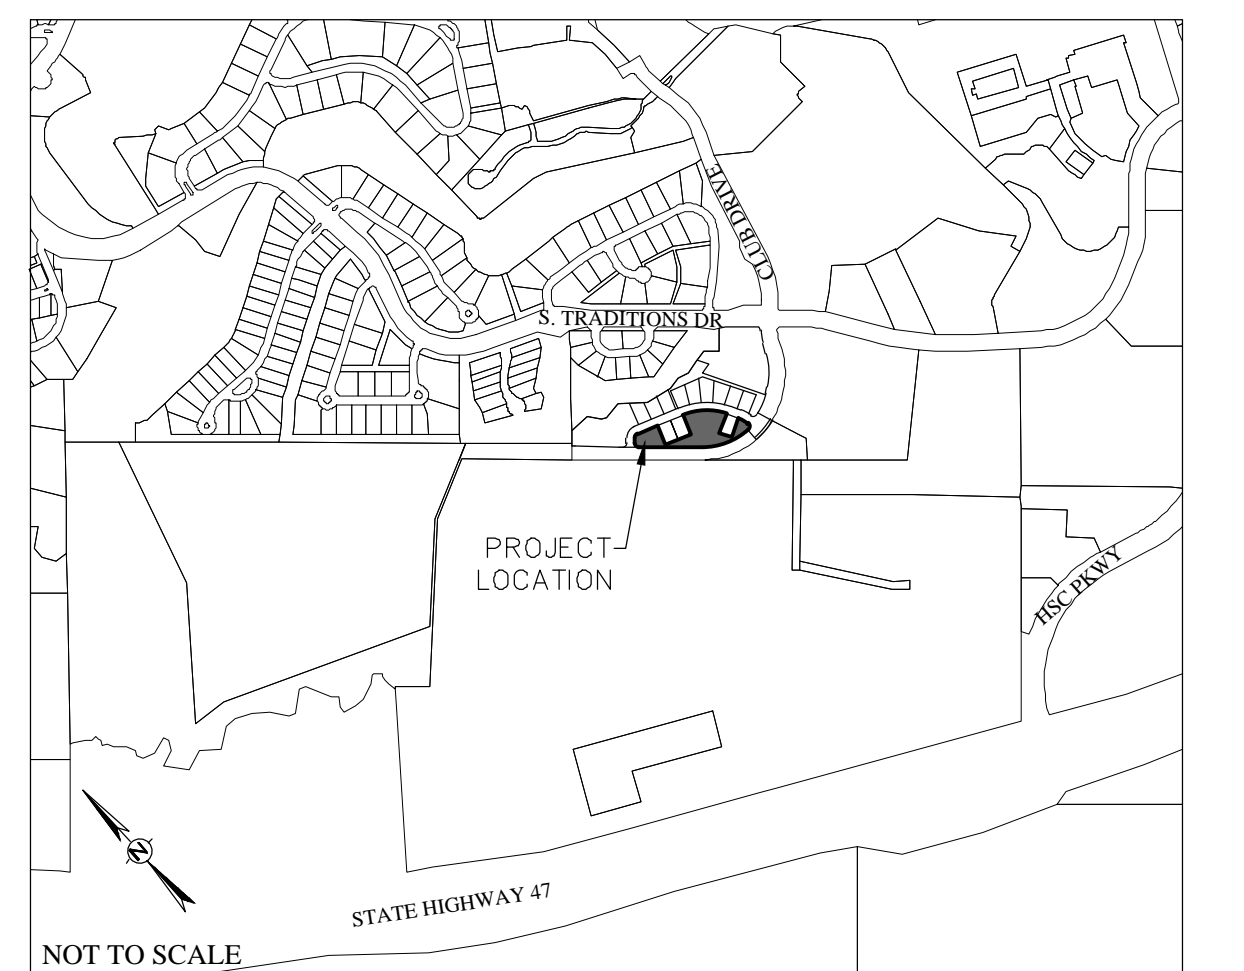 CLUB DRIVE
S. TRADITIONS DR
PROJECT
LOCATION
HSC PKWY
N
STATE HIGHWAY 47
NOT TO SCALE